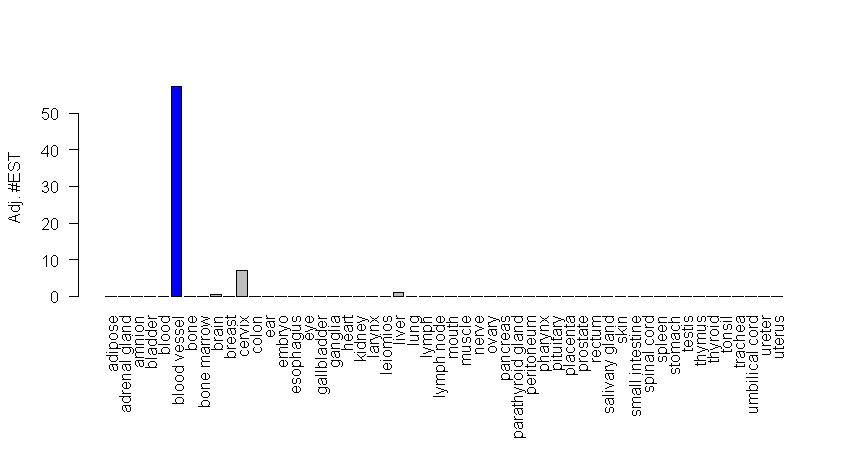 Adj. #EST
50
40
30
20
10
0
adipose
adrenal gland
amnion
bladder
blood
blood vessel
bone
bone marrow
brain
breast
cervix
colon
ear
embryo
esophagus
eye
gallbladder
ganglia
heart
kidney
larynx
leiomios
liver
lung
lymph
lymph node
mouth
muscle
nerve
ovary
pancreas
parathyroid gland
peritoneum
pharynx
pituitary
placenta
prostate
rectum
salivary gland
skin
small intestine
spinal cord
spleen
stomach
testis
thymus
thyroid
tonsil
trachea
umbilical cord
ureter
uterus